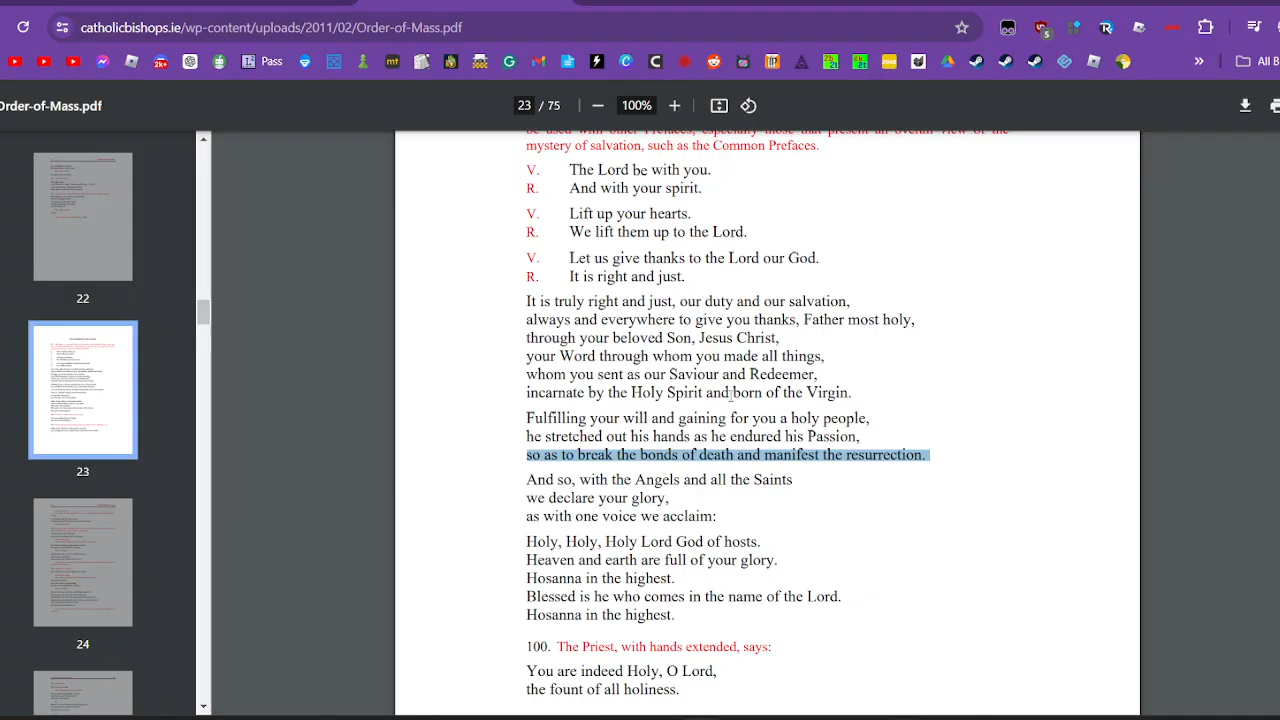 catholicbishops.ie/wp-content/uploads/2011/02/Order-of-Mass.pdf
5
2K+
mt
Pass
All B
Order-of-Mass.pdf
23 / 75
100%
mystery of salvation, such as the Common Prefaces.
V. The Lord be with you.
R. And with your spirit.
V. Lift up your hearts.
R. We lift them up to the Lord.
V. Let us give thanks to the Lord our God.
R. It is right and just.
It is truly right and just, our duty and our salvation,
always and everywhere to give you thanks, Father most holy,
through your beloved Son, Jesus Christ,
your Word through whom you made all things,
whom you sent as our Saviour and Redeemer,
incarnate by the Holy Spirit and born of the Virgin.
Fulfilling your will and gaining for you a holy people,
he stretched out his hands as he endured his Passion,
so as to break the bonds of death and manifest the resurrection.
And so, with the Angels and all the Saints
we declare your glory,
as with one voice we acclaim:
Holy, Holy, Holy Lord God of hosts.
Heaven and earth are full of your glory.
Hosanna in the highest.
Blessed is he who comes in the name of the Lord.
Hosanna in the highest.
100. The Priest, with hands extended, says:
You are indeed Holy, O Lord,
the fount of all holiness.
22
23
24